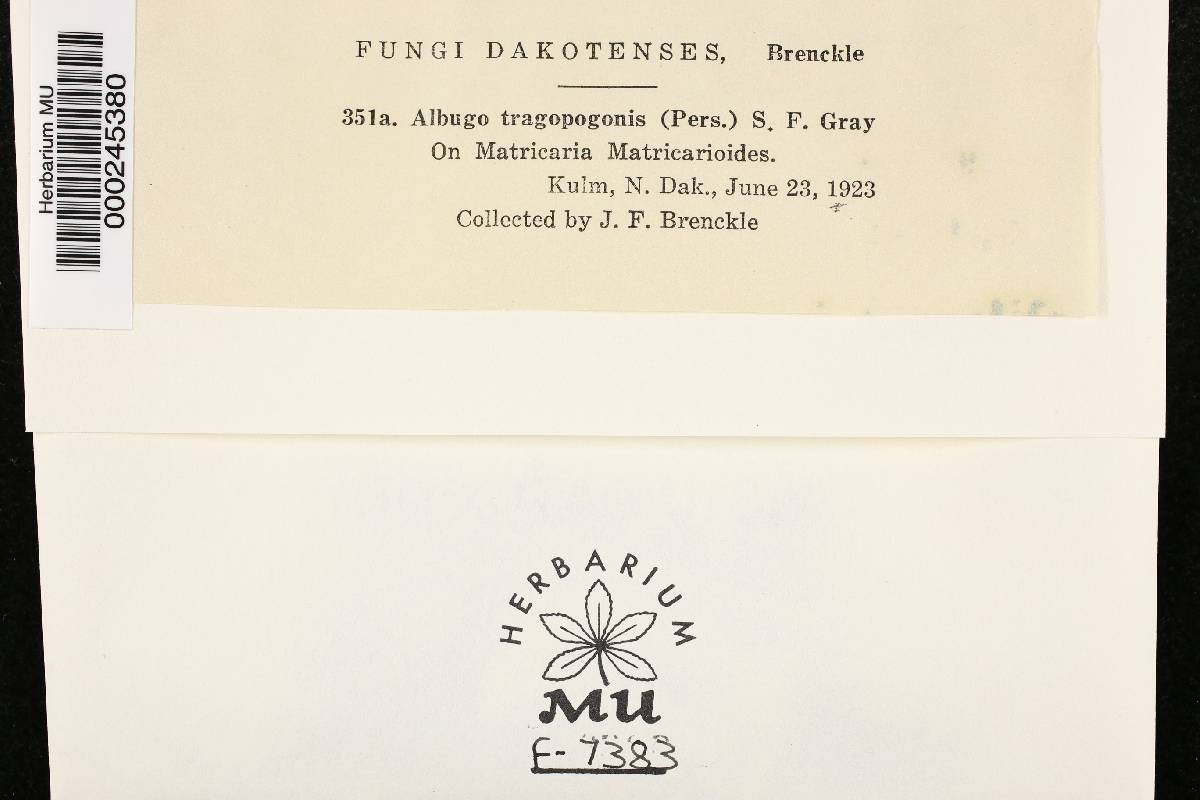 Herbarium MU
000245380
FUNGI DAKOTENSES, Brenckle
351a. Albugo tragopogonis (Pers.) S. F. Gray
On Matricaria Matricarioides.
Kulm, N. Dak., June 23, 1923
Collected by J. F. Brenckle
HERBARIUM
MU
F-7383